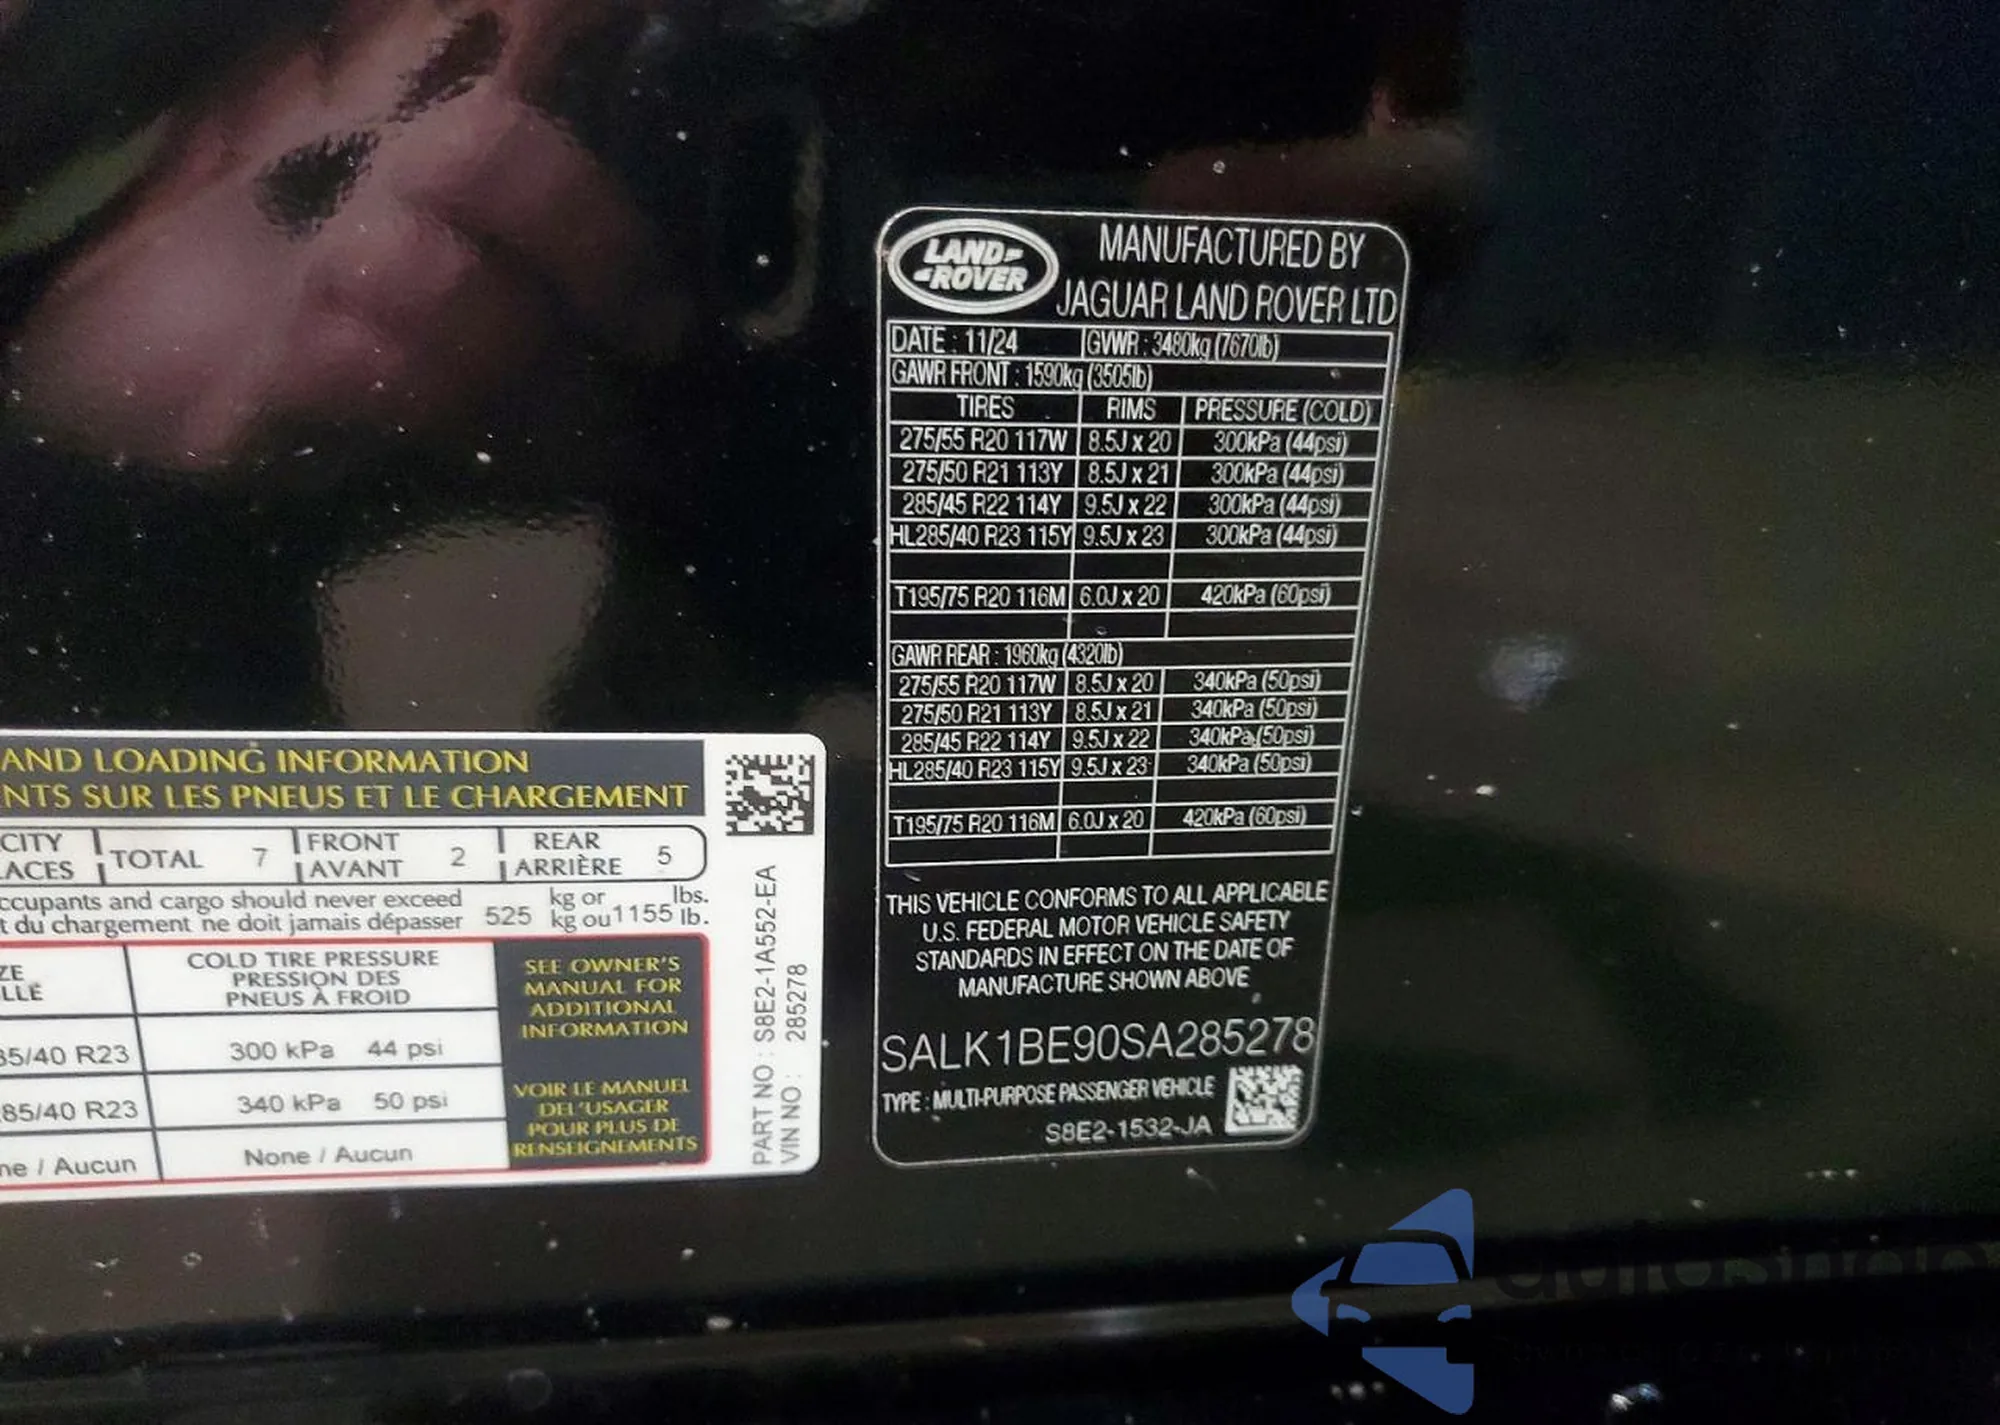 LAND ROVER
MANUFACTURED BY
JAGUAR LAND ROVER LTD
DATE : 11/24 GVWR : 3480kg (7670lb)
GAWR FRONT : 1590kg (3505lb)
TIRES RIMS PRESSURE (COLD)
275/55 R20 117W 8.5J x 20 300kPa (44psi)
275/50 R21 113Y 8.5J x 21 300kPa (44psi)
285/45 R22 114Y 9.5J x 22 300kPa (44psi)
HL285/40 R23 115Y 9.5J x 23 300kPa (44psi)
T195/75 R20 116M 6.0J x 20 420kPa (60psi)
GAWR REAR : 1960kg (4320lb)
275/55 R20 117W 8.5J x 20 340kPa (50psi)
275/50 R21 113Y 8.5J x 21 340kPa (50psi)
285/45 R22 114Y 9.5J x 22 340kPa (50psi)
HL285/40 R23 115Y 9.5J x 23 340kPa (50psi)
T195/75 R20 116M 6.0J x 20 420kPa (60psi)
THIS VEHICLE CONFORMS TO ALL APPLICABLE
U.S. FEDERAL MOTOR VEHICLE SAFETY
STANDARDS IN EFFECT ON THE DATE OF
MANUFACTURE SHOWN ABOVE
SALK1BE90SA285278
TYPE : MULTI-PURPOSE PASSENGER VEHICLE
S8E2-1532-JA
AND LOADING INFORMATION
NTS SUR LES PNEUS ET LE CHARGEMENT
CITY TOTAL 7 FRONT 2 REAR 5
ACES AVANT ARRIÈRE
ccupants and cargo should never exceed 525 kg or 1155 lbs.
t du chargement ne doit jamais dépasser kg ou lb.
ZE COLD TIRE PRESSURE
LLE PRESSION DES
PNEUS À FROID
85/40 R23 300 kPa 44 psi
85/40 R23 340 kPa 50 psi
ne / Aucun None / Aucun
SEE OWNER'S
MANUAL FOR
ADDITIONAL
INFORMATION
VOIR LE MANUEL
DEL'USAGER
POUR PLUS DE
RENSEIGNEMENTS
PART NO : S8E2-1A552-EA
VIN NO : 285278